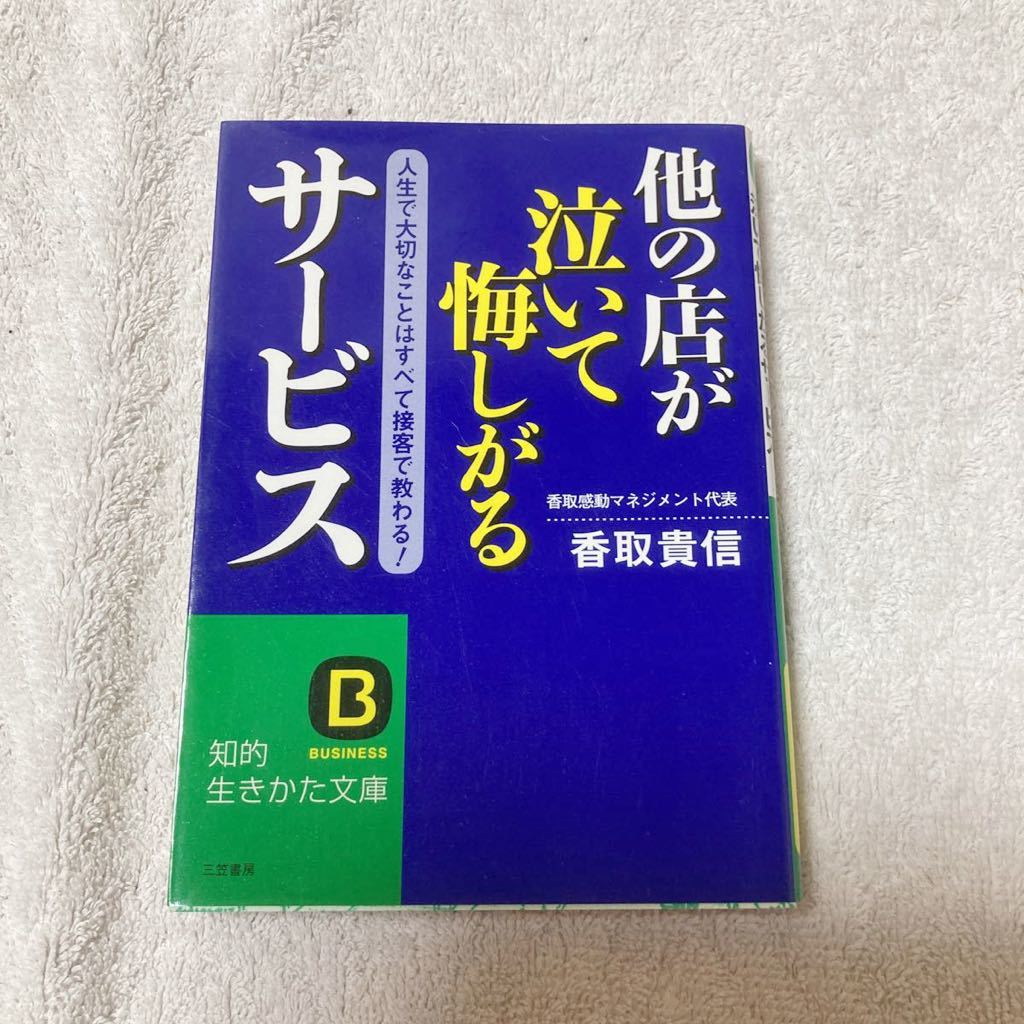 他の店が
泣いて
悔しがる
サービス
人生で大切なことはすべて接客で教わる!
香取感動マネジメント代表
香取貴信
B
BUSINESS
知的
生きかた文庫
三笠書房